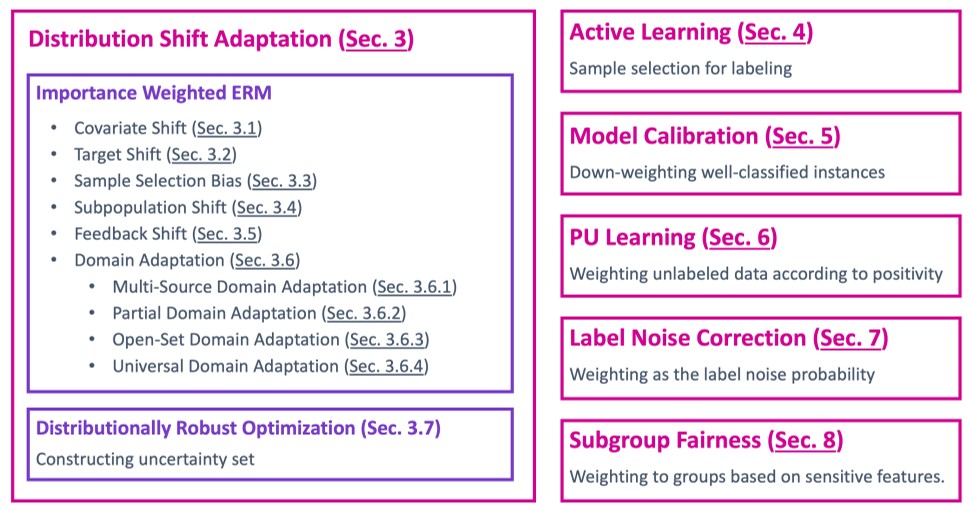 Distribution Shift Adaptation (Sec. 3)
Importance Weighted ERM
• Covariate Shift (Sec. 3.1)
• Target Shift (Sec. 3.2)
• Sample Selection Bias (Sec. 3.3)
• Subpopulation Shift (Sec. 3.4)
• Feedback Shift (Sec. 3.5)
• Domain Adaptation (Sec. 3.6)
• Multi-Source Domain Adaptation (Sec. 3.6.1)
• Partial Domain Adaptation (Sec. 3.6.2)
• Open-Set Domain Adaptation (Sec. 3.6.3)
• Universal Domain Adaptation (Sec. 3.6.4)
Distributionally Robust Optimization (Sec. 3.7)
Constructing uncertainty set
Active Learning (Sec. 4)
Sample selection for labeling
Model Calibration (Sec. 5)
Down-weighting well-classified instances
PU Learning (Sec. 6)
Weighting unlabeled data according to positivity
Label Noise Correction (Sec. 7)
Weighting as the label noise probability
Subgroup Fairness (Sec. 8)
Weighting to groups based on sensitive features.